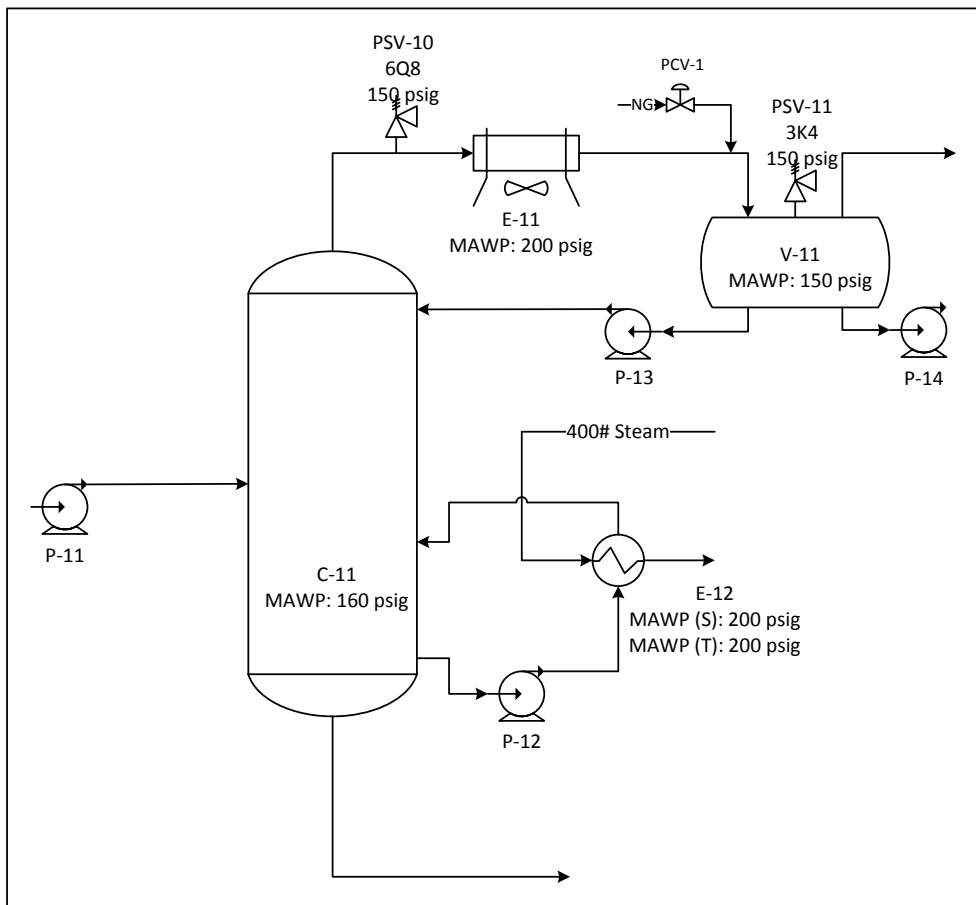 PSV-10
6Q8
150 psig
PCV-1
NG
PSV-11
3K4
150 psig
E-11
MAWP: 200 psig
V-11
MAWP: 150 psig
P-13
P-14
400# Steam
P-11
C-11
MAWP: 160 psig
E-12
MAWP (S): 200 psig
MAWP (T): 200 psig
P-12